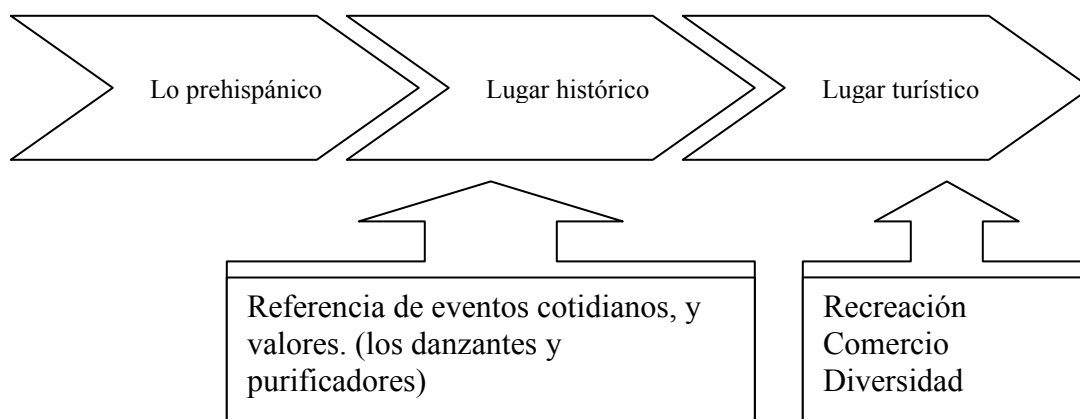 Lo prehispánico
Lugar histórico
Lugar turístico
Referencia de eventos cotidianos, y
valores. (los danzantes y
purificadores)
Recreación
Comercio
Diversidad